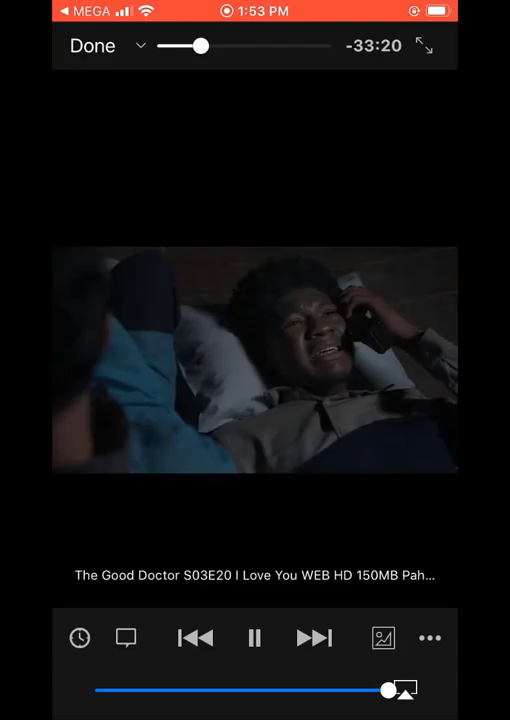 MEGA 1:53 PM
Done -33:20
The Good Doctor S03E20 I Love You WEB HD 150MB Pah...